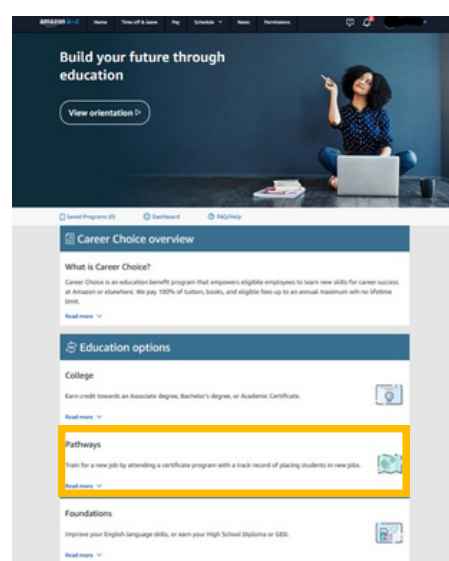 amazon a-z Home Time off & leave Pay Schedule News Permissions
Build your future through
education
View orientation
Saved Programs (0) Dashboard FAQ/Help
Career Choice overview
What is Career Choice?
Career Choice is an education benefit program that empowers eligible employees to learn new skills for career success
at Amazon or elsewhere. We pay 100% of tuition, books, and eligible fees up to an annual maximum with no lifetime
limit.
Read more
Education options
College
Earn credit towards an Associate degree, Bachelor's degree, or Academic Certificate.
Read more
Pathways
Train for a new job by attending a certificate program with a track record of placing students in new jobs.
Read more
Foundations
Improve your English language skills, or earn your High School Diploma or GED.
Read more